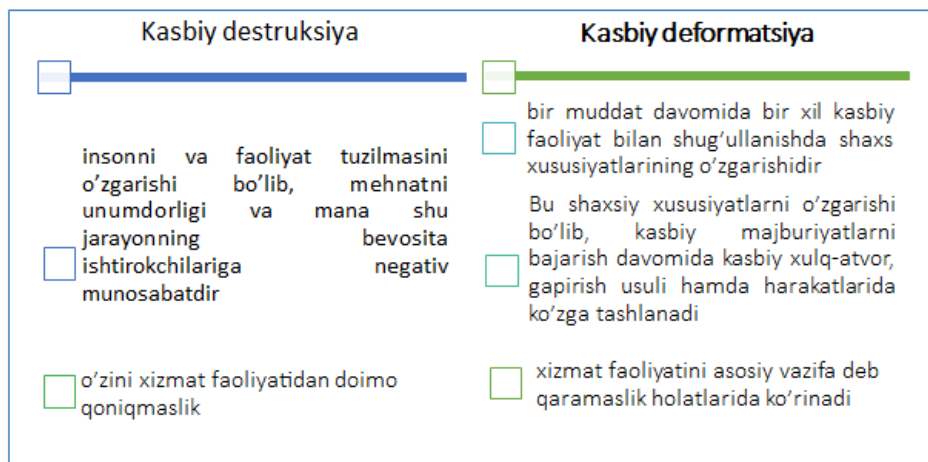 Kasbiy destruksiya
insonni va faoliyat tuzilmasini
o’zgarishi bo’lib, mehnatni
unumdorligi va mana shu
jarayonning bevosita
ishtirokchilariga negativ
munosabatdir
o’zini xizmat faoliyatidan doimo
qoniqmaslik
Kasbiy deformatsiya
bir muddat davomida bir xil kasbiy
faoliyat bilan shug’ullanishda shaxs
xususiyatlarining o’zgarishidir
Bu shaxsiy xususiyatlarni o’zgarishi
bo’lib, kasbiy majburiyatlarni
bajarish davomida kasbiy xulq-atvor,
gapirish usuli hamda harakatlarida
ko’zga tashlanadi
xizmat faoliyatini asosiy vazifa deb
qaramaslik holatlarida ko’rinadi